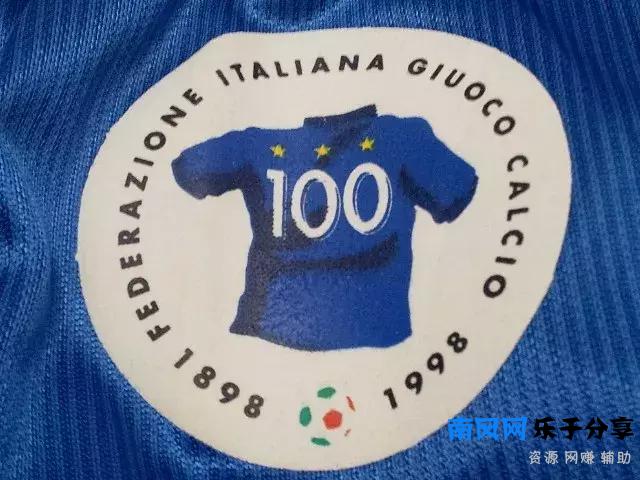 FEDERAZIONE ITALIANA GIUOCO CALCIO
100
1898 1998
南风网 乐于分享
资源 网赚 辅助